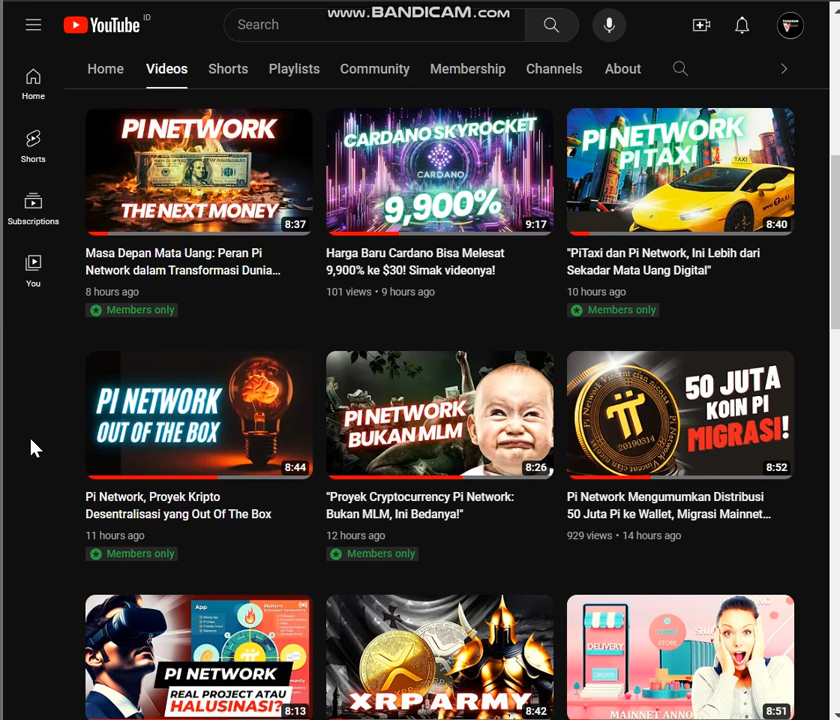 www.BANDICAM.com
YouTube ID
Search
Home
Videos
Shorts
Playlists
Community
Membership
Channels
About
Home
Shorts
Subscriptions
You
PI NETWORK
THE NEXT MONEY
8:37
Masa Depan Mata Uang: Peran Pi
Network dalam Transformasi Dunia...
8 hours ago
Members only
CARDANO SKYROCKET
CARDANO
9,900%
9:17
Harga Baru Cardano Bisa Melesat
9,900% ke $30! Simak videonya!
101 views • 9 hours ago
PI NETWORK
PI TAXI
TAXI
8:40
"PiTaxi dan Pi Network, Ini Lebih dari
Sekadar Mata Uang Digital"
10 hours ago
Members only
PI NETWORK
OUT OF THE BOX
8:44
Pi Network, Proyek Kripto
Desentralisasi yang Out Of The Box
11 hours ago
Members only
PI NETWORK
BUKAN MLM
8:26
"Proyek Cryptocurrency Pi Network:
Bukan MLM, Ini Bedanya!"
12 hours ago
Members only
20190314
50 JUTA
KOIN PI
MIGRASI!
8:52
Pi Network Mengumumkan Distribusi
50 Juta Pi ke Wallet, Migrasi Mainnet...
929 views • 14 hours ago
App
PI NETWORK
REAL PROJECT ATAU
HALUSINASI?
8:13
XRP ARMY
8:42
DELIVERY
ORDER
STORE
8:51